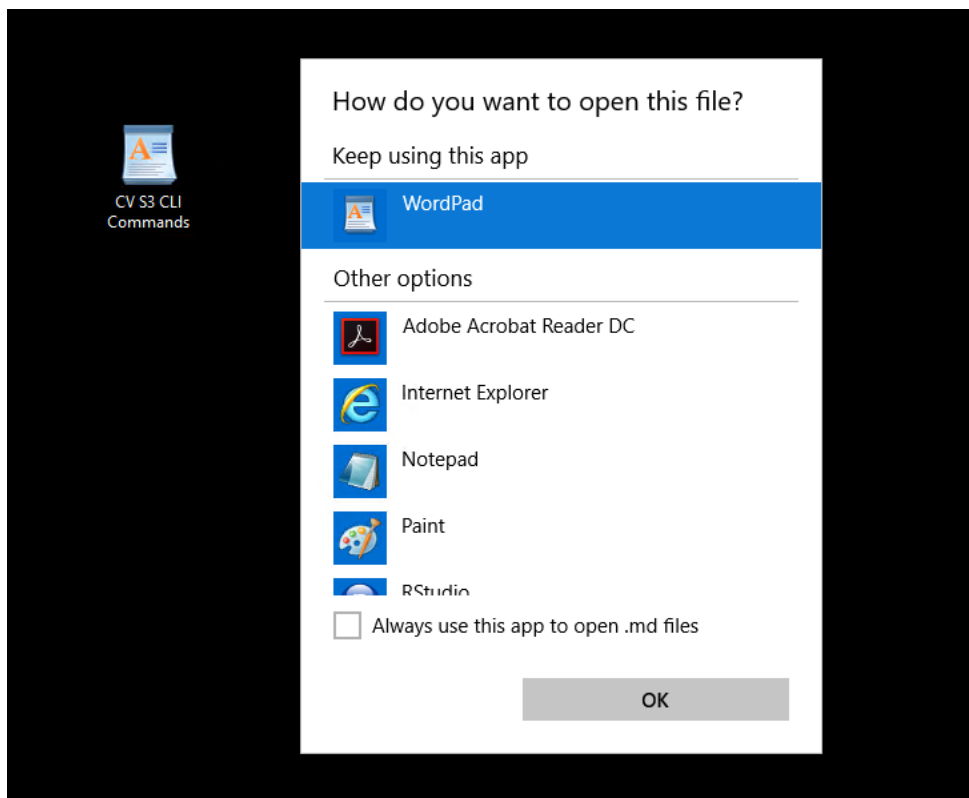 CV S3 CLI
Commands
How do you want to open this file?
Keep using this app
WordPad
Other options
Adobe Acrobat Reader DC
Internet Explorer
Notepad
Paint
RStudio
Always use this app to open .md files
OK